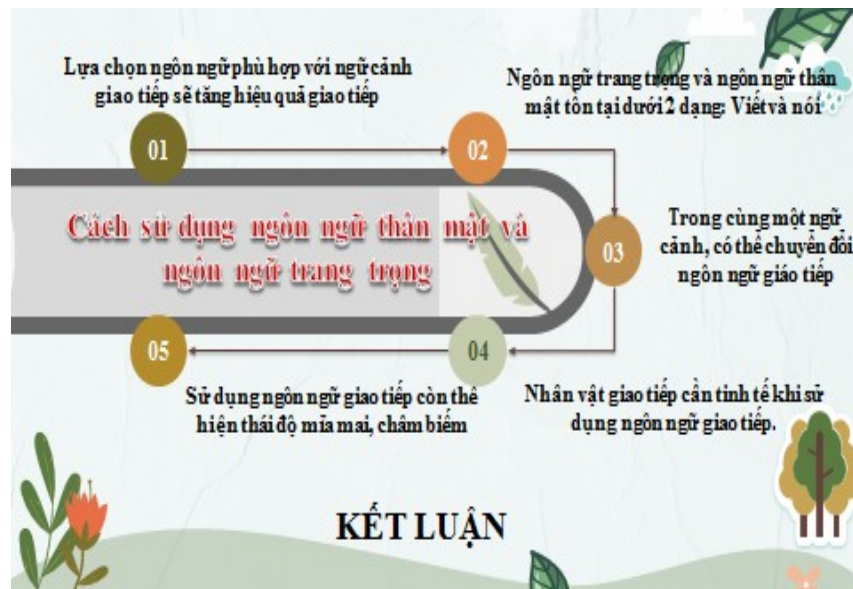 Lựa chọn ngôn ngữ phù hợp với ngữ cảnh
giao tiếp sẽ tăng hiệu quả giao tiếp
01
Ngôn ngữ trang trọng và ngôn ngữ thân
mật tồn tại dưới 2 dạng: Viết và nói
02
Cách sử dụng ngôn ngữ thân mật và
ngôn ngữ trang trọng
03
Trong cùng một ngữ
cảnh, có thể chuyển đổi
ngôn ngữ giáo tiếp
04
Nhân vật giao tiếp cần tinh tế khi sử
dụng ngôn ngữ giao tiếp.
05
Sử dụng ngôn ngữ giao tiếp còn thể
hiện thái độ mỉa mai, châm biếm
KẾT LUẬN